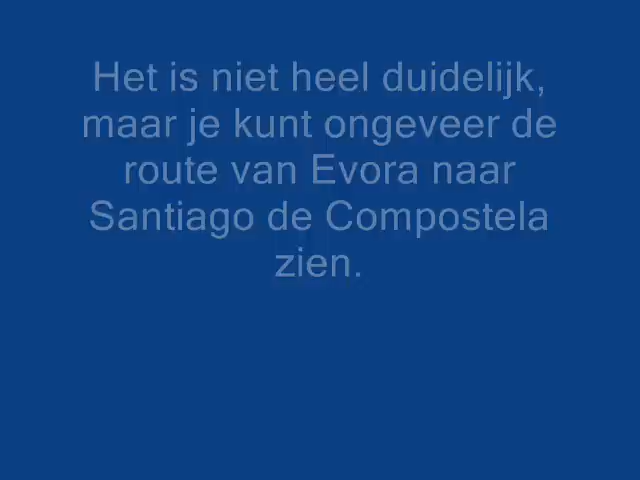 Het is niet heel duidelijk,
maar je kunt ongeveer de
route van Evora naar
Santiago de Compostela
zien.